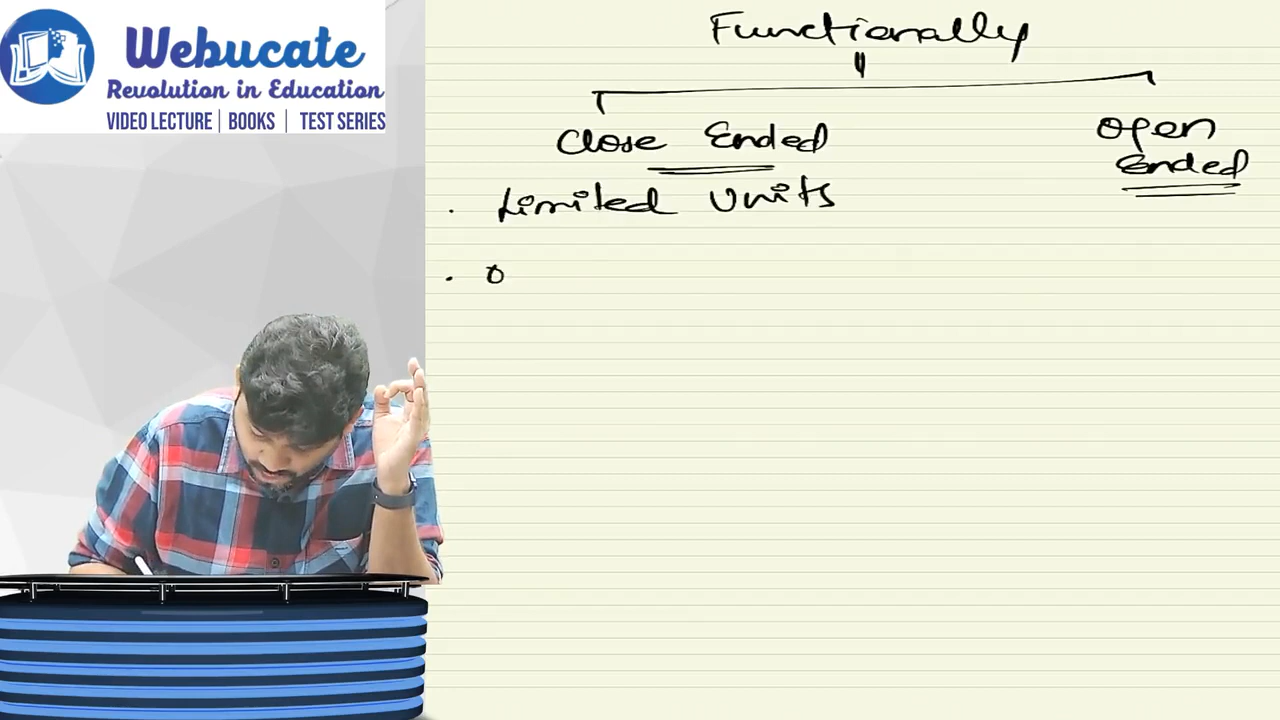 Webucate
Revolution in Education
VIDEO LECTURE | BOOKS | TEST SERIES
Functionally
Close Ended
Open
Ended
. Limited Units
. O